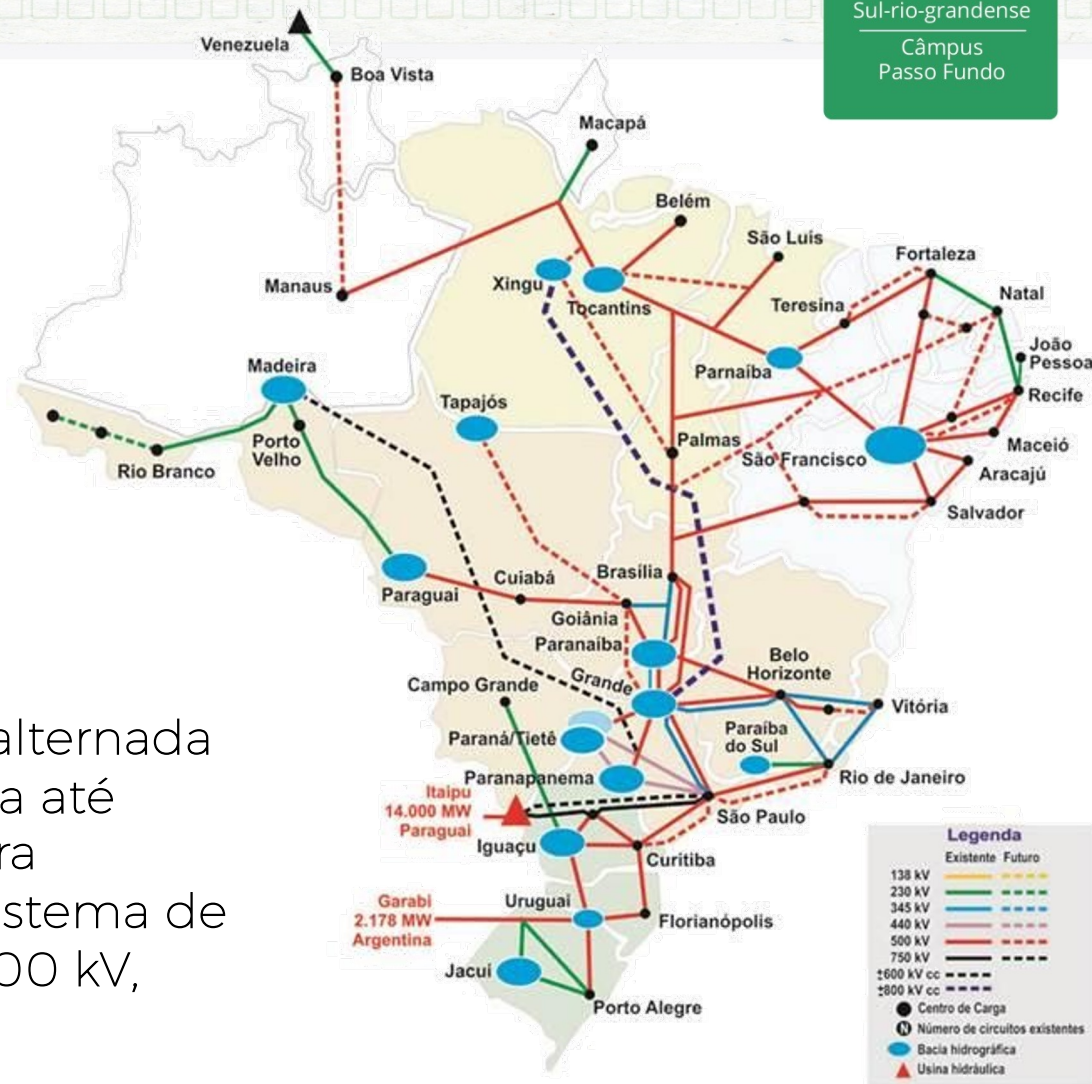 Sul-rio-grandense
Câmpus
Passo Fundo
Venezuela
Boa Vista
Macapá
Belém
São Luís
Fortaleza
Xingu
Manaus
Tocantins
Teresina
Natal
João
Pessoa
Madeira
Parnaíba
Recife
Tapajós
Palmas
Porto
Velho
São Francisco
Maceió
Rio Branco
Aracajú
Salvador
Cuiabá
Brasília
Paraguai
Goiânia
Paranaíba
Belo
Horizonte
Grande
Campo Grande
Vitória
alternada
Paraná/Tietê
Paraíba
do Sul
Paranapanema
Rio de Janeiro
a até
Itaipu
14.000 MW
Paraguai
São Paulo
ra
Iguaçu
Curitiba
stema de
Garabi
2.178 MW
Argentina
Uruguai
Florianópolis
00 kV,
Jacui
Porto Alegre
Legenda
Existente Futuro
138 kV
230 kV
345 kV
440 kV
500 kV
750 kV
±600 kV cc
±800 kV cc
Centro de Carga
N Número de circuitos existentes
Bacia hidrográfica
Usina hidráulica